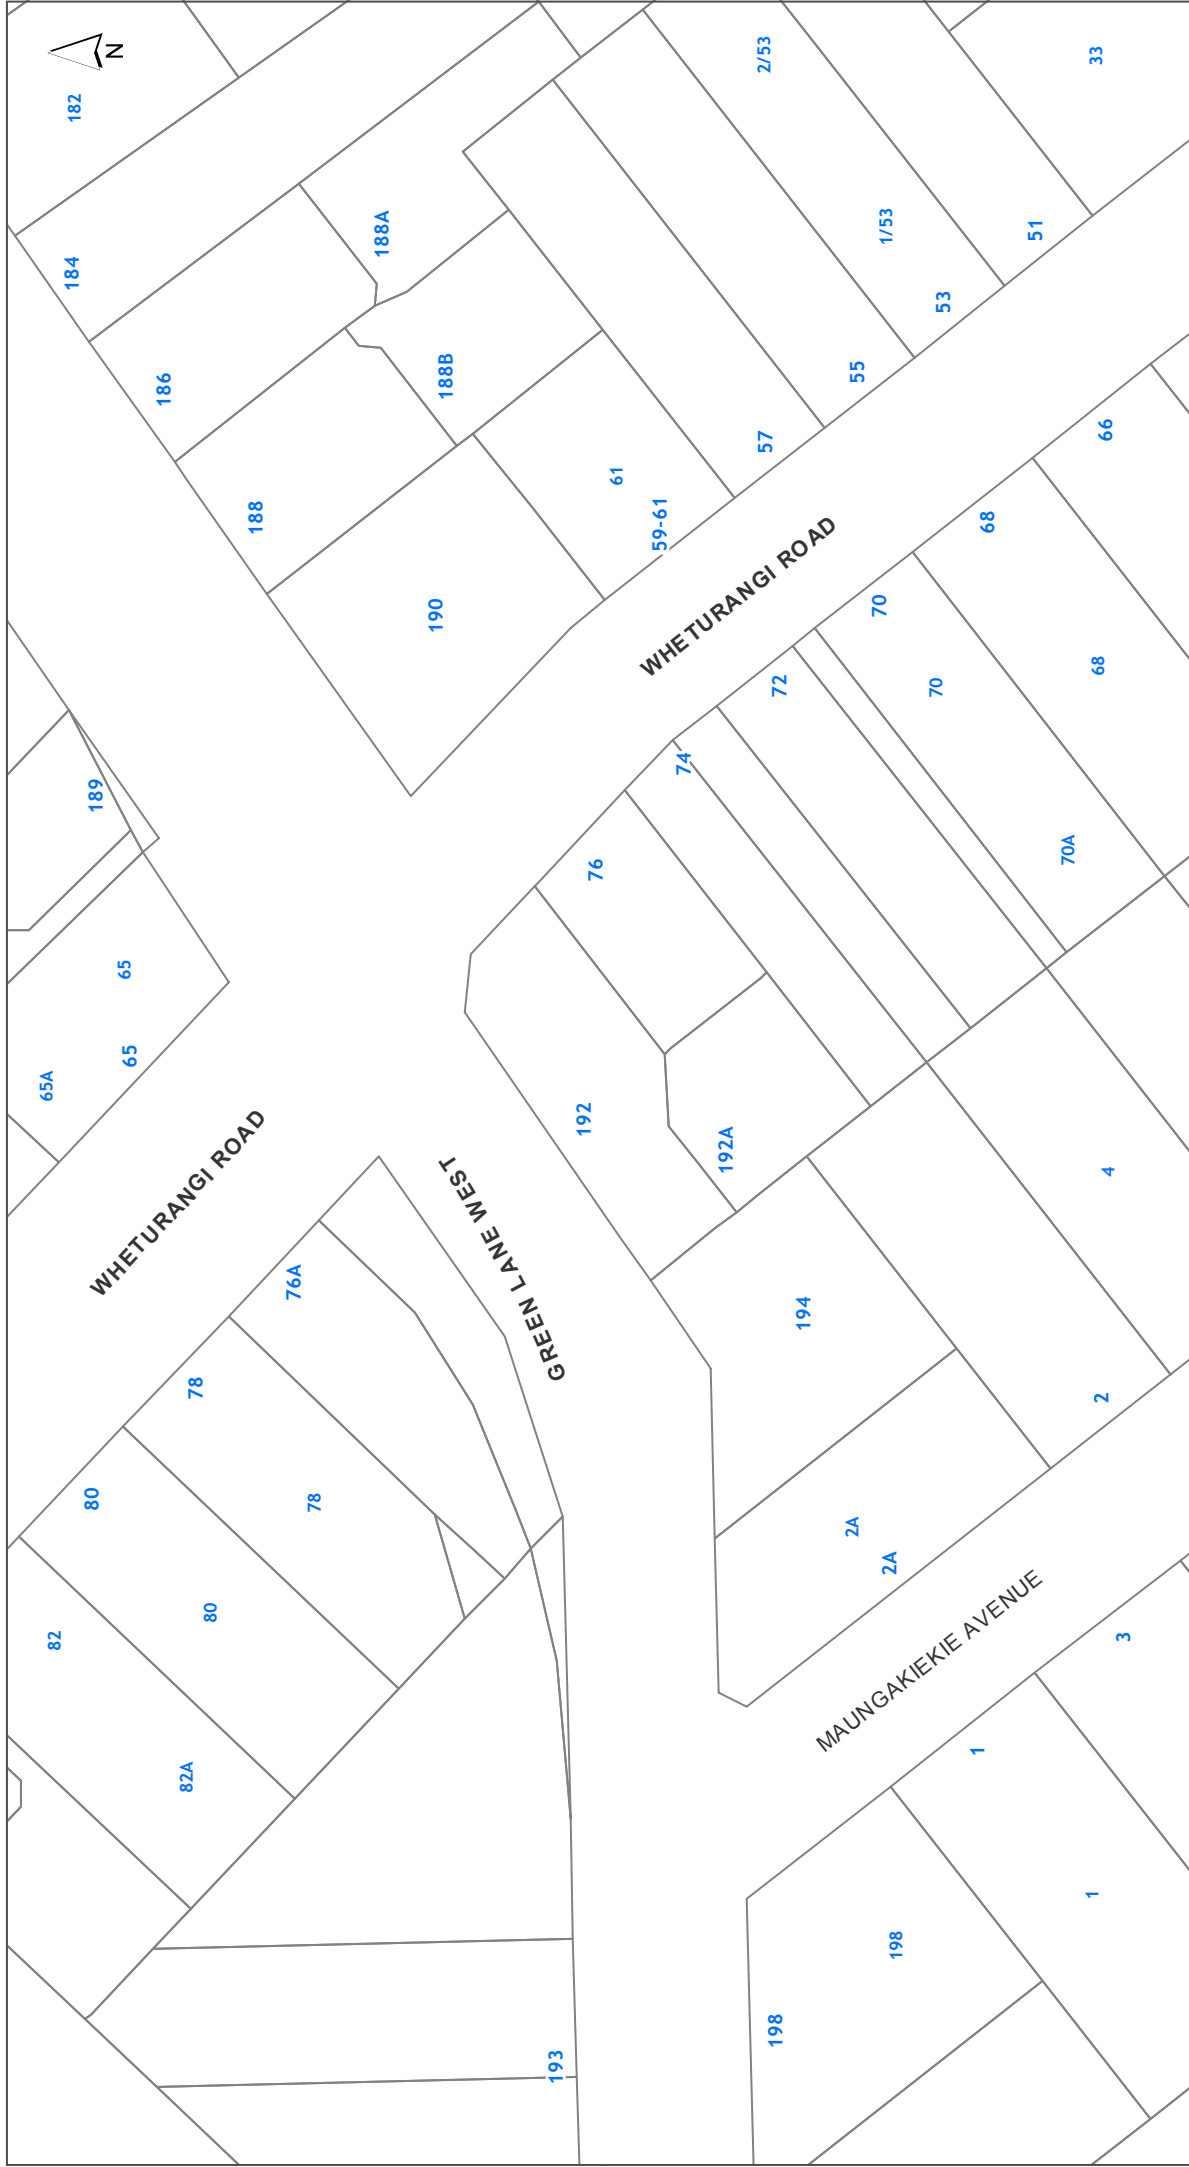 N
182
184
186
188
188A
188B
190
2/53
33
1/53
51
53
55
57
61
59-61
WHETURANGI ROAD
66
68
68
70
70
70A
72
74
76
189
65
65
65A
192
192A
WHETURANGI ROAD
GREEN LANE WEST
76A
78
78
80
80
82
82A
194
4
2
2A
2A
MAUNGAKIEKIE AVENUE
3
1
1
198
198
193